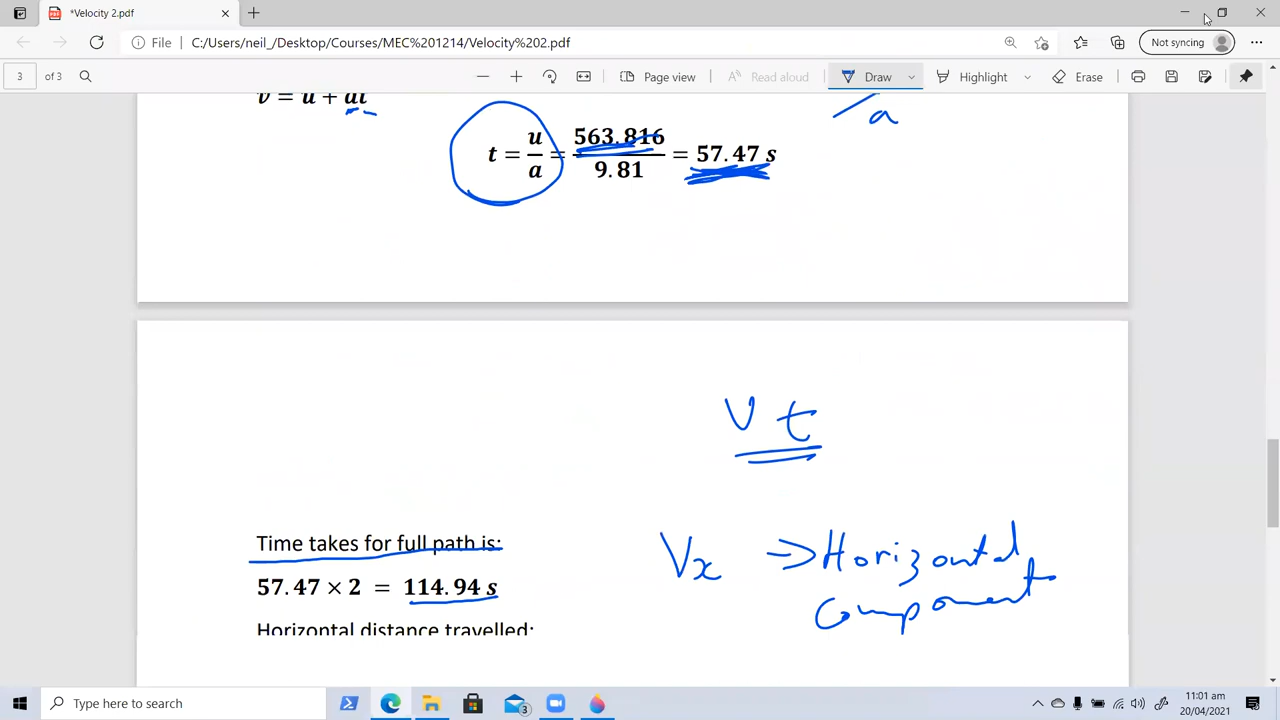 *Velocity 2.pdf
File C:/Users/neil_/Desktop/Courses/MEC%201214/Velocity%202.pdf
Not syncing
3 of 3
Page view
Read aloud
Draw
Highlight
Erase
v = u + at
a
t = u/a = 563.816/9.81 = 57.47 s
V t
Time takes for full path is:
Vx ⇒ Horizontal
57.47 × 2 = 114.94 s
component
Horizontal distance travelled:
Type here to search
3
11:01 am
20/04/2021